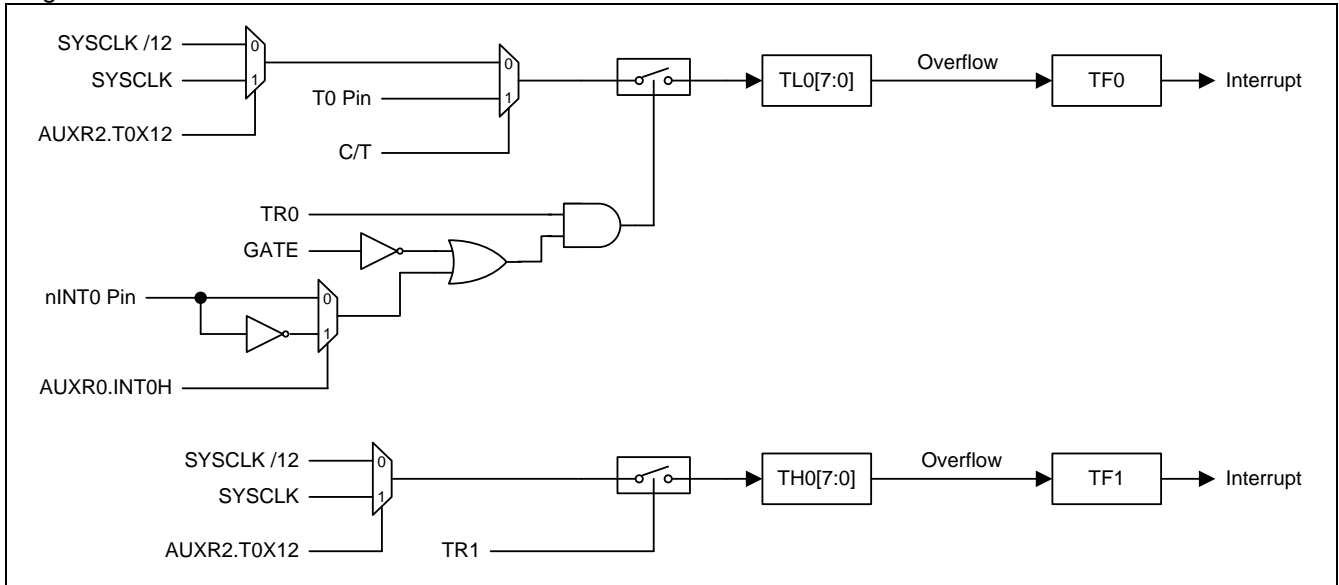 SYSCLK /12
0
SYSCLK
1
AUXR2.T0X12
0
T0 Pin
1
C/T
TL0[7:0]
Overflow
TF0
Interrupt
TR0
GATE
nINT0 Pin
0
1
AUXR0.INT0H
SYSCLK /12
0
SYSCLK
1
AUXR2.T0X12
TR1
TH0[7:0]
Overflow
TF1
Interrupt